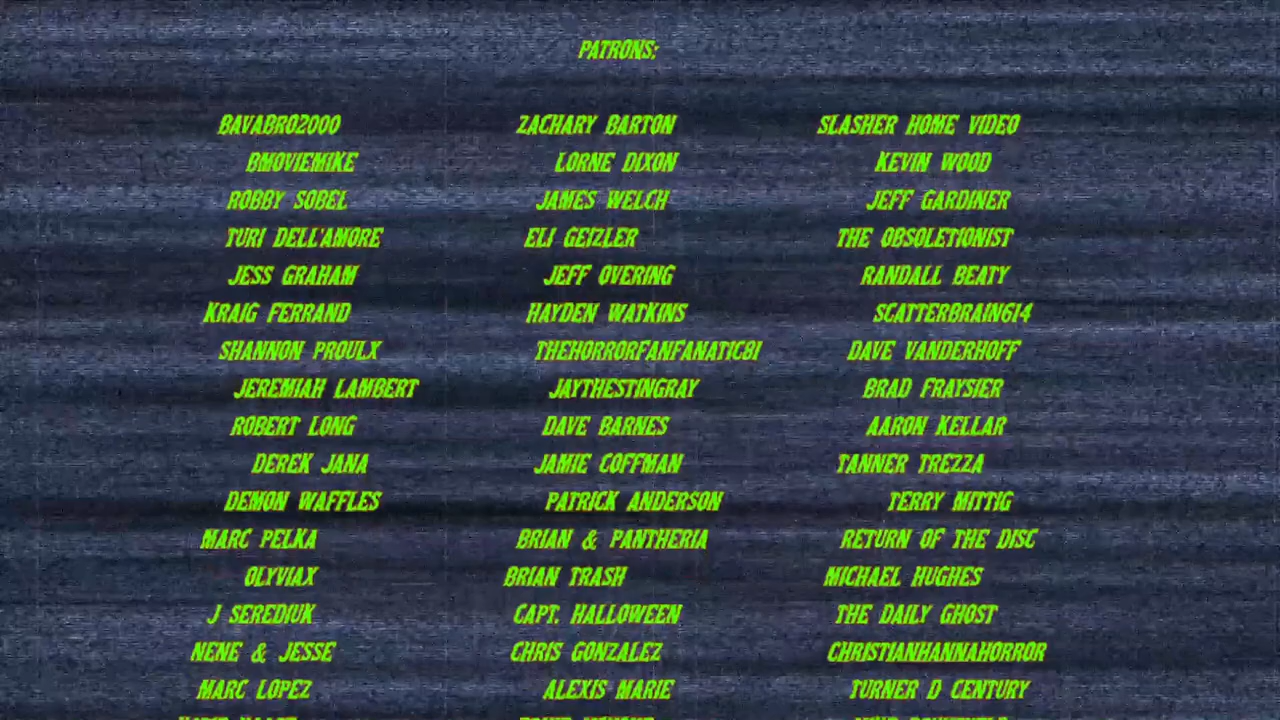 PATRONS:
BAVABRO2000 ZACHARY BARTON SLASHER HOME VIDEO
BMOVIEMIKE LORNE DIXON KEVIN WOOD
ROBBY SOBEL JAMES WELCH JEFF GARDINER
TURI DELL'AMORE ELI GEIZLER THE OBSOLETIONIST
JESS GRAHAM JEFF OVERING RANDALL BEATY
KRAIG FERRAND HAYDEN WATKINS SCATTERBRAIN614
SHANNON PROULX THEHORRORFANFANATIC81 DAVE VANDERHOFF
JEREMIAH LAMBERT JAYTHESTINGRAY BRAD FRAYSIER
ROBERT LONG DAVE BARNES AARON KELLAR
DEREK JANA JAMIE COFFMAN TANNER TREZZA
DEMON WAFFLES PATRICK ANDERSON TERRY MITTIG
MARC PELKA BRIAN & PANTHERIA RETURN OF THE DISC
OLYVIAX BRIAN TRASH MICHAEL HUGHES
J SEREDIUK CAPT. HALLOWEEN THE DAILY GHOST
NENE & JESSE CHRIS GONZALEZ CHRISTIANHANNAHORROR
MARC LOPEZ ALEXIS MARIE TURNER D CENTURY